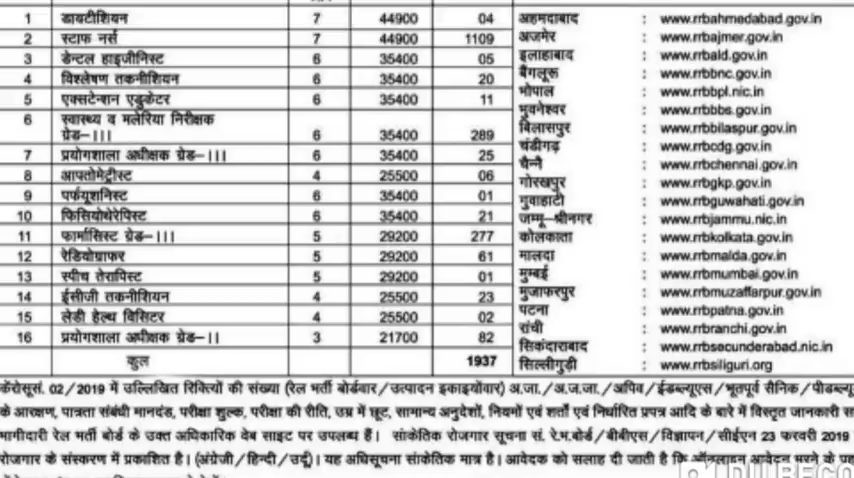 1 डायटीशियन 7 44900 04
2 स्टाफ नर्स 7 44900 1109
3 डेन्टल हाइजीनिस्ट 6 35400 05
4 विश्लेषण तकनीशियन 6 35400 20
5 एक्सटेन्शन एडुकेटर 6 35400 11
6 स्वास्थ्य व मलेरिया निरीक्षक
ग्रेड-।।। 6 35400 289
7 प्रयोगशाला अधीक्षक ग्रेड-।।। 6 35400 25
8 आपतोमेट्रीस्ट 4 25500 06
9 पर्फयूशनिस्ट 6 35400 01
10 फिसियोथेरेपिस्ट 6 35400 21
11 फार्मासिस्ट ग्रेड-।।। 5 29200 277
12 रेडियोग्राफर 5 29200 61
13 स्पीच तेरापिस्ट 5 29200 01
14 ईसीजी तकनीशियन 4 25500 23
15 लेडी हेल्थ विसिटर 4 25500 02
16 प्रयोगशाला अधीक्षक ग्रेड-।। 3 21700 82
कुल 1937
अहमदाबाद : www.rrbahmedabad.gov.in
अजमेर : www.rrbajmer.gov.in
इलाहाबाद : www.rrbald.gov.in
बैंगलूरू : www.rrbbnc.gov.in
भोपाल : www.rrbbpl.nic.in
भुवनेश्वर : www.rrbbbs.gov.in
बिलासपुर : www.rrbbilaspur.gov.in
चंडीगढ़ : www.rrbcdg.gov.in
चैन्नै : www.rrbchennai.gov.in
गोरखपुर : www.rrbgkp.gov.in
गुवाहाटी : www.rrbguwahati.gov.in
जम्मू-श्रीनगर : www.rrbjammu.nic.in
कोलकाता : www.rrbkolkata.gov.in
मालदा : www.rrbmalda.gov.in
मुम्बई : www.rrbmumbai.gov.in
मुजाफरपुर : www.rrbmuzaffarpur.gov.in
पटना : www.rrbpatna.gov.in
रांची : www.rrbranchi.gov.in
सिकंदाराबाद : www.rrbsecunderabad.nic.in
सिल्लीगुड़ी : www.rrbsiliguri.org
केंरोसूसं. 02/2019 में उल्लिखित रिक्तियों की संख्या (रेल भर्ती बोर्डवार/उत्पादन इकाइयोंवार) अ.जा./अ.ज.जा./अपिव/ईडब्ल्यूएस/भूतपूर्व सैनिक/पीडब्ल्यू
के आरक्षण, पात्रता संबंधी मानदंड, परीक्षा शुल्क, परीक्षा की रीति, उम्र में छूट, सामान्य अनुदेशों, नियमों एवं शर्तों एवं निर्धारित प्रपत्र आदि के बारे में विस्तृत जानकारी स
भागीदारी रेल भर्ती बोर्ड के उक्त अधिकारिक वेब साइट पर उपलब्ध हैं। सांकेतिक रोजगार सूचना सं. रे.भ.बोर्ड/बीबीएस/विज्ञापन/सीईएन 23 फरवरी 2019
रोजगार के संस्करण में प्रकाशित है। (अंग्रेजी/हिन्दी/उर्दू)। यह अधिसूचना सांकेतिक मात्र है। आवेदक को सलाह दी जाती है कि ऑनलाइन आवेदन भरने के पह